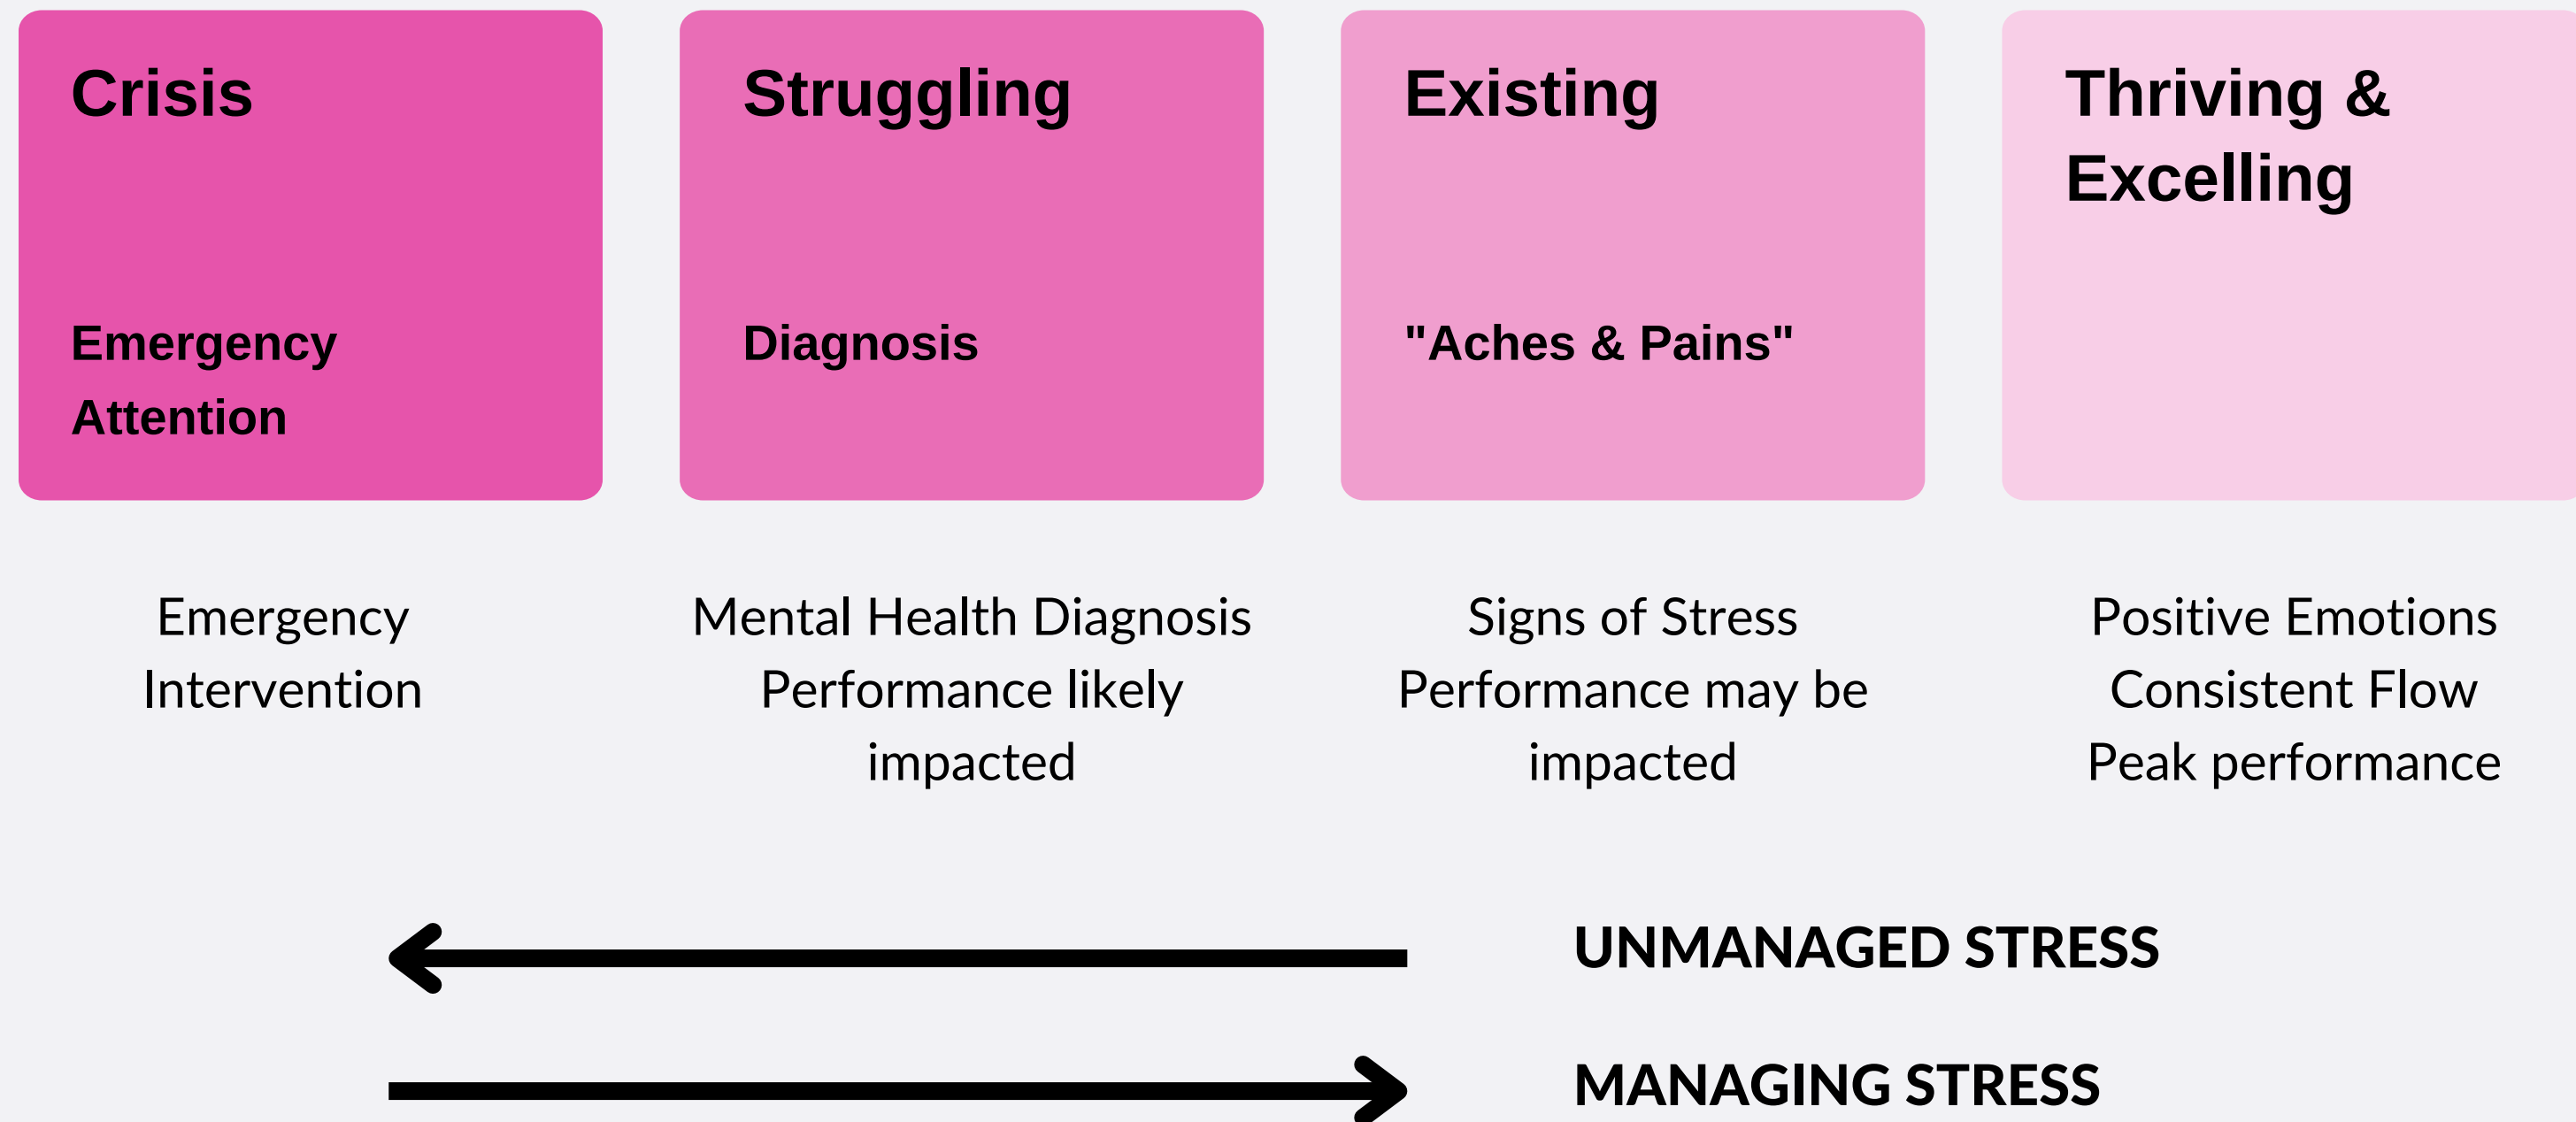 Crisis
Emergency
Attention
Emergency
Intervention
Struggling
Diagnosis
Mental Health Diagnosis
Performance likely
impacted
Existing
"Aches & Pains"
Signs of Stress
Performance may be
impacted
Thriving &
Excelling
Positive Emotions
Consistent Flow
Peak performance
UNMANAGED STRESS
MANAGING STRESS